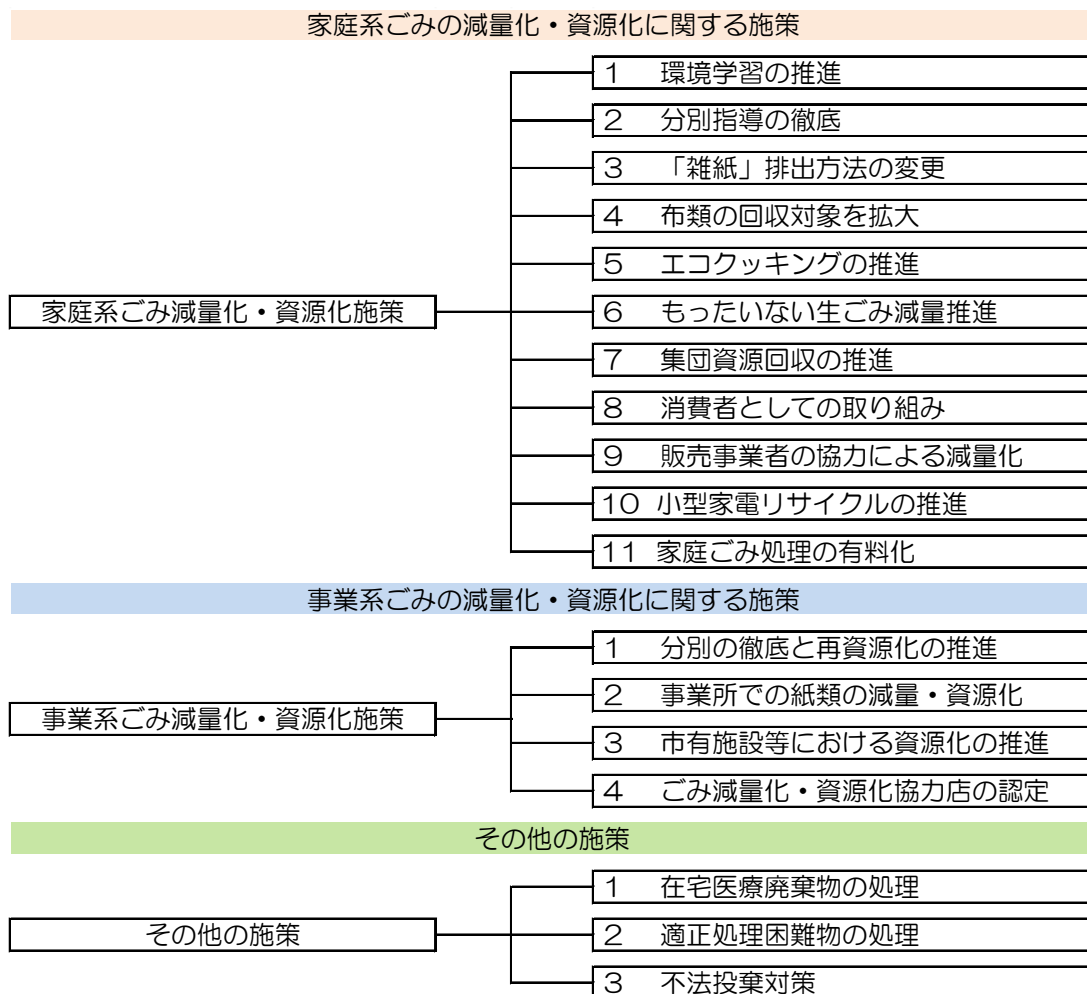 家庭系ごみの減量化・資源化に関する施策
1 環境学習の推進
2 分別指導の徹底
3 「雑紙」排出方法の変更
4 布類の回収対象を拡大
5 エコクッキングの推進
家庭系ごみ減量化・資源化施策
6 もったいない生ごみ減量推進
7 集団資源回収の推進
8 消費者としての取り組み
9 販売事業者の協力による減量化
10 小型家電リサイクルの推進
11 家庭ごみ処理の有料化
事業系ごみの減量化・資源化に関する施策
1 分別の徹底と再資源化の推進
2 事業所での紙類の減量・資源化
事業系ごみ減量化・資源化施策
3 市有施設等における資源化の推進
4 ごみ減量化・資源化協力店の認定
その他の施策
1 在宅医療廃棄物の処理
その他の施策
2 適正処理困難物の処理
3 不法投棄対策